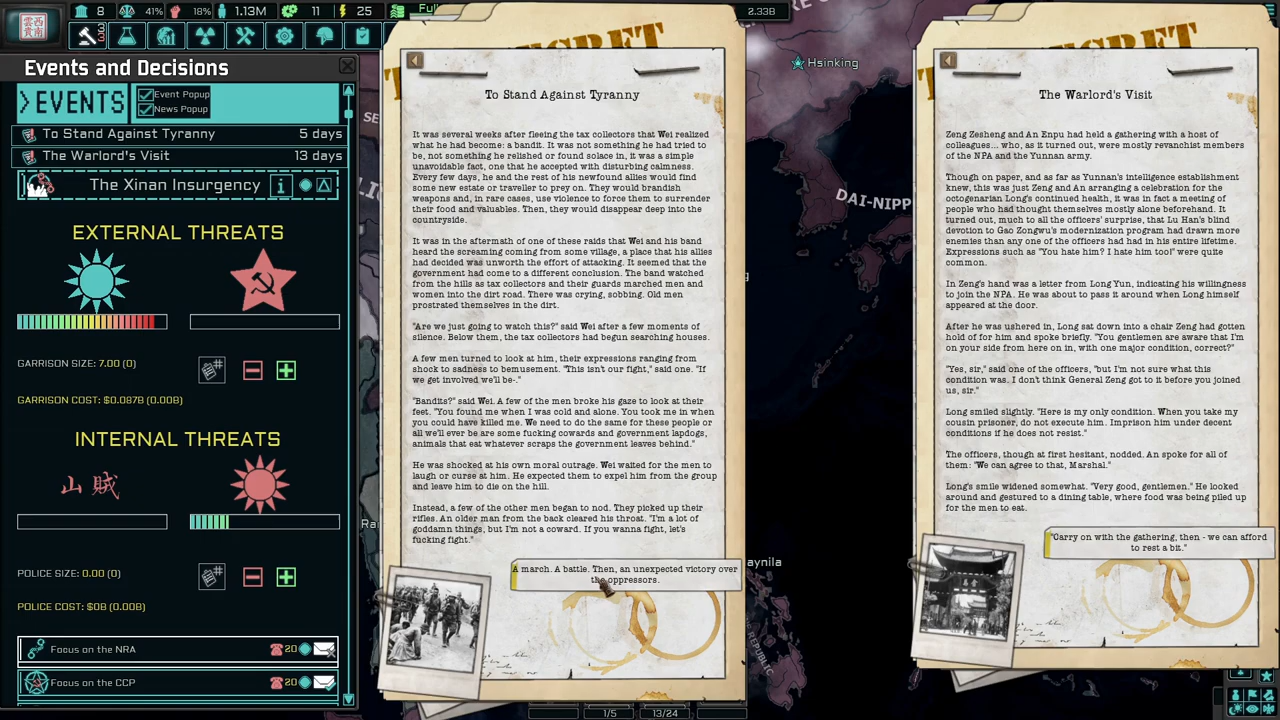 8
41%
18%
1.13M
11
25
2.33B
Events and Decisions
EVENTS
Event Popup
News Popup
To Stand Against Tyranny
5 days
The Warlord's Visit
13 days
The Xinan Insurgency
EXTERNAL THREATS
GARRISON SIZE: 7.00 (0)
GARRISON COST: $0.087B (0.00B)
INTERNAL THREATS
山賊
POLICE SIZE: 0.00 (0)
POLICE COST: $0B (0.00B)
Focus on the NRA
20
Focus on the CCP
20
To Stand Against Tyranny
It was several weeks after fleeing the tax collectors that Wei realized
what he had become: a bandit. It was not something he had tried to
be, not something he relished or found solace in, it was a simple
unavoidable fact, one that he accepted with disturbing calmness.
Every few days, he and the rest of his newfound allies would find
some new estate or traveller to prey on. They would brandish
weapons and, in rare cases, use violence to force them to surrender
their food and valuables. Then, they would disappear deep into the
countryside.
It was in the aftermath of one of these raids that Wei and his band
heard the screaming coming from some village, a place that his allies
had decided was unworth the effort of attacking. It seemed that the
government had come to a different conclusion. The band watched
from the hills as tax collectors and their guards marched men and
women into the dirt road. There was crying, sobbing. Old men
prostrated themselves in the dirt.
"Are we just going to watch this?" said Wei after a few moments of
silence. Below them, the tax collectors had begun searching houses.
A few men turned to look at him, their expressions ranging from
shock to sadness to bemusement. "This isn't our fight," said one. "If
we get involved we'll be-."
"Bandits?" said Wei. A few of the men broke his gaze to look at their
feet. "You found me when I was cold and alone. You took me in when
you could have killed me. We need to do the same for these people or
all we'll ever be are some fucking cowards and government lapdogs,
animals that eat whatever scraps the government leaves behind."
He was shocked at his own moral outrage. Wei waited for the men to
laugh or curse at him. He expected them to expel him from the group
and leave him to die on the hill.
Instead, a few of the other men began to nod. They picked up their
rifles. An older man from the back cleared his throat. "I'm a lot of
goddamn things, but I'm not a coward. If you wanna fight, let's
fucking fight."
A march. A battle. Then, an unexpected victory over
the oppressors.
1/5
13/24
Hsinking
DAI-NIPP
aynila
The Warlord's Visit
Zeng Zesheng and An Enpu had held a gathering with a host of
colleagues... who, as it turned out, were mostly revanchist members
of the NPA and the Yunnan army.
Though on paper, and as far as Yunnan's intelligence establishment
knew, this was just Zeng and An arranging a celebration for the
octogenarian Long's continued health, it was in fact a meeting of
people who had thought themselves mostly alone beforehand. It
turned out, much to all the officers' surprise, that Lu Han's blind
devotion to Gao Zongwu's modernization program had drawn more
enemies than any one of the officers had had in his entire lifetime.
Expressions such as "You hate him? I hate him too!" were quite
common.
In Zeng's hand was a letter from Long Yun, indicating his willingness
to join the NPA. He was about to pass it around when Long himself
appeared at the door.
After he was ushered in, Long sat down into a chair Zeng had gotten
hold of for him and spoke briefly. "You gentlemen are aware that I'm
on your side from here on in, with one major condition, correct?"
"Yes, sir," said one of the officers, "but I'm not sure what this
condition was. I don't think General Zeng got to it before you joined
us, sir."
Long smiled slightly. "Here is my only condition. When you take my
cousin prisoner, do not execute him. Imprison him under decent
conditions if he does not resist."
The officers, though at first hesitant, nodded. An spoke for all of
them: "We can agree to that, Marshal."
Long's smile widened somewhat. "Very good, gentlemen." He looked
around and gestured to a dining table, where food was being piled up
for the men to eat.
"Carry on with the gathering, then - we can afford
to rest a bit."